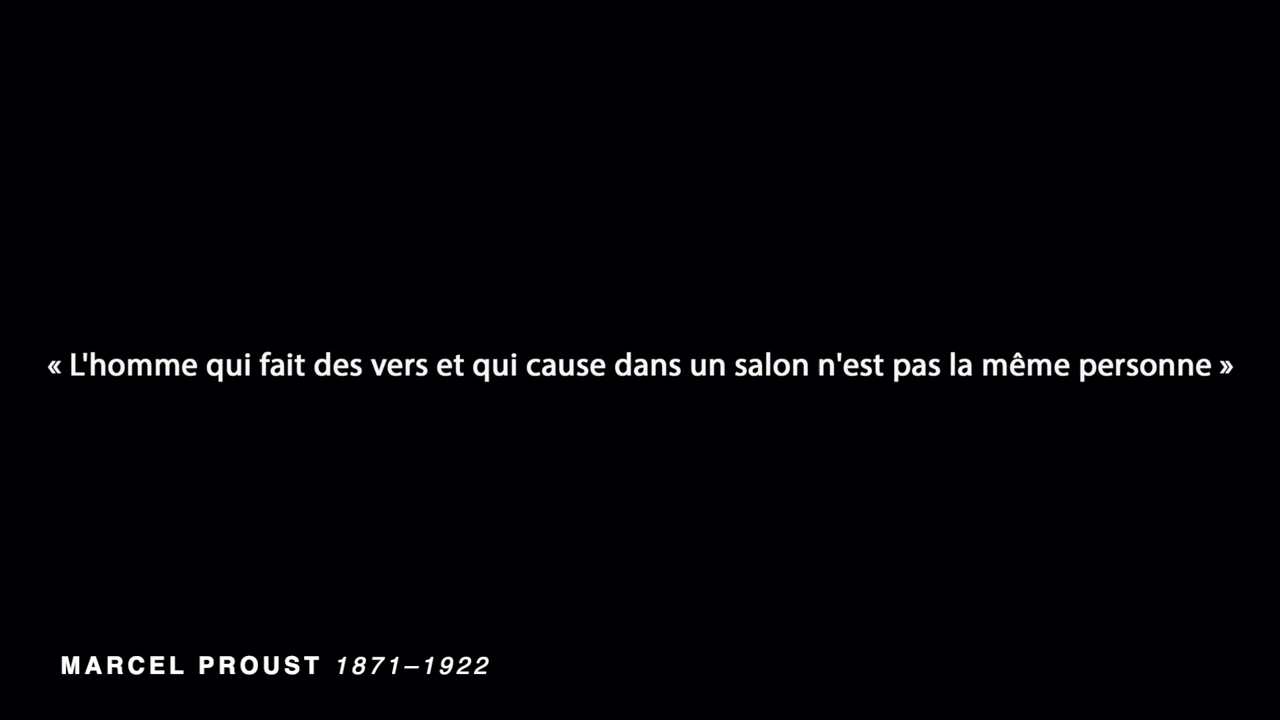 « L'homme qui fait des vers et qui cause dans un salon n'est pas la même personne »
MARCEL PROUST 1871–1922